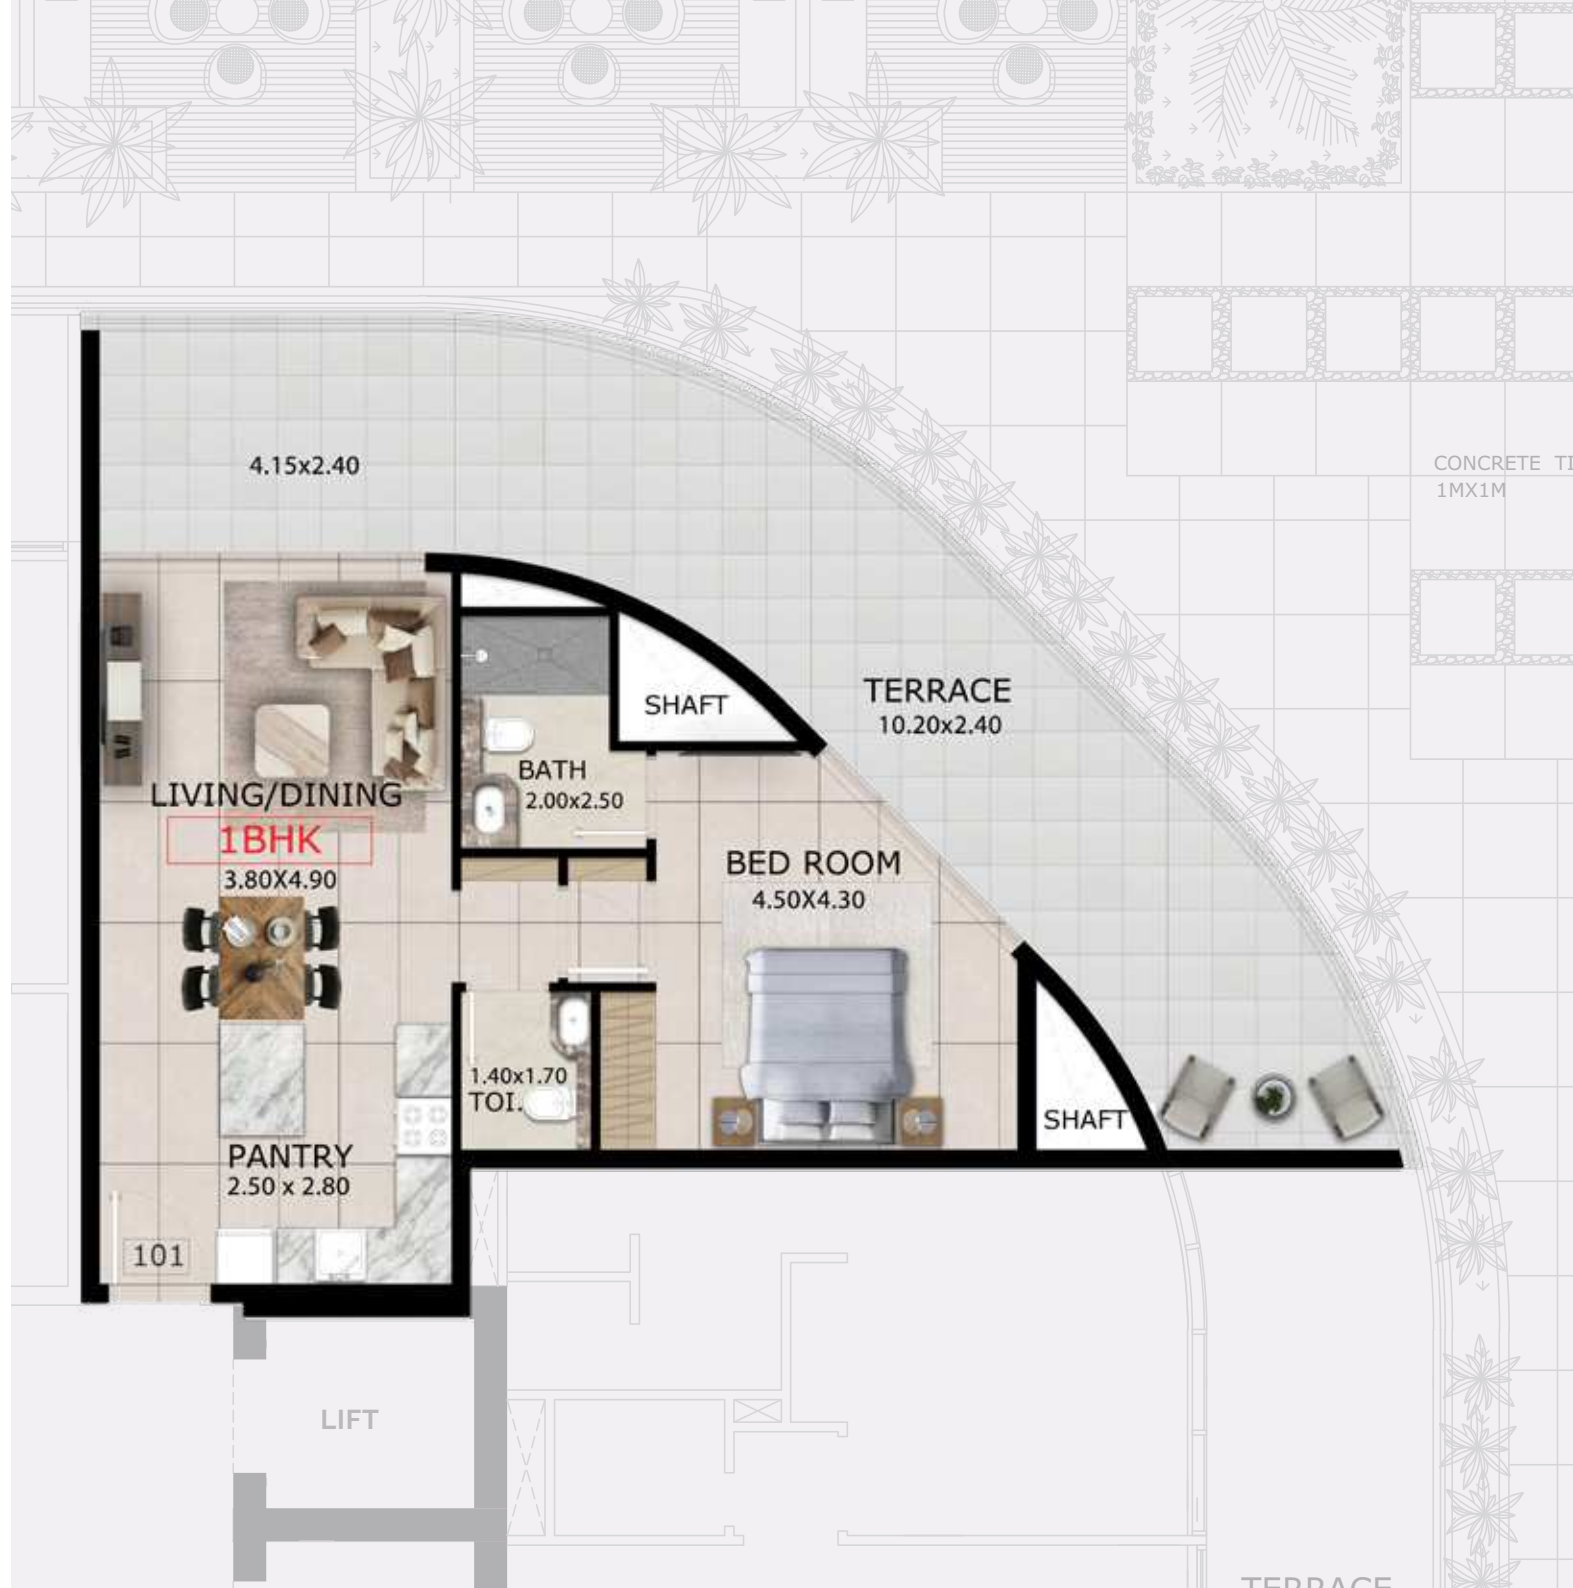 CONCRETE TI
1MX1M
4.15x2.40
TERRACE
10.20x2.40
SHAFT
BATH
2.00x2.50
LIVING/DINING
1BHK
3.80X4.90
BED ROOM
4.50X4.30
1.40x1.70
TOI.
SHAFT
PANTRY
2.50 x 2.80
101
LIFT
TERRACE